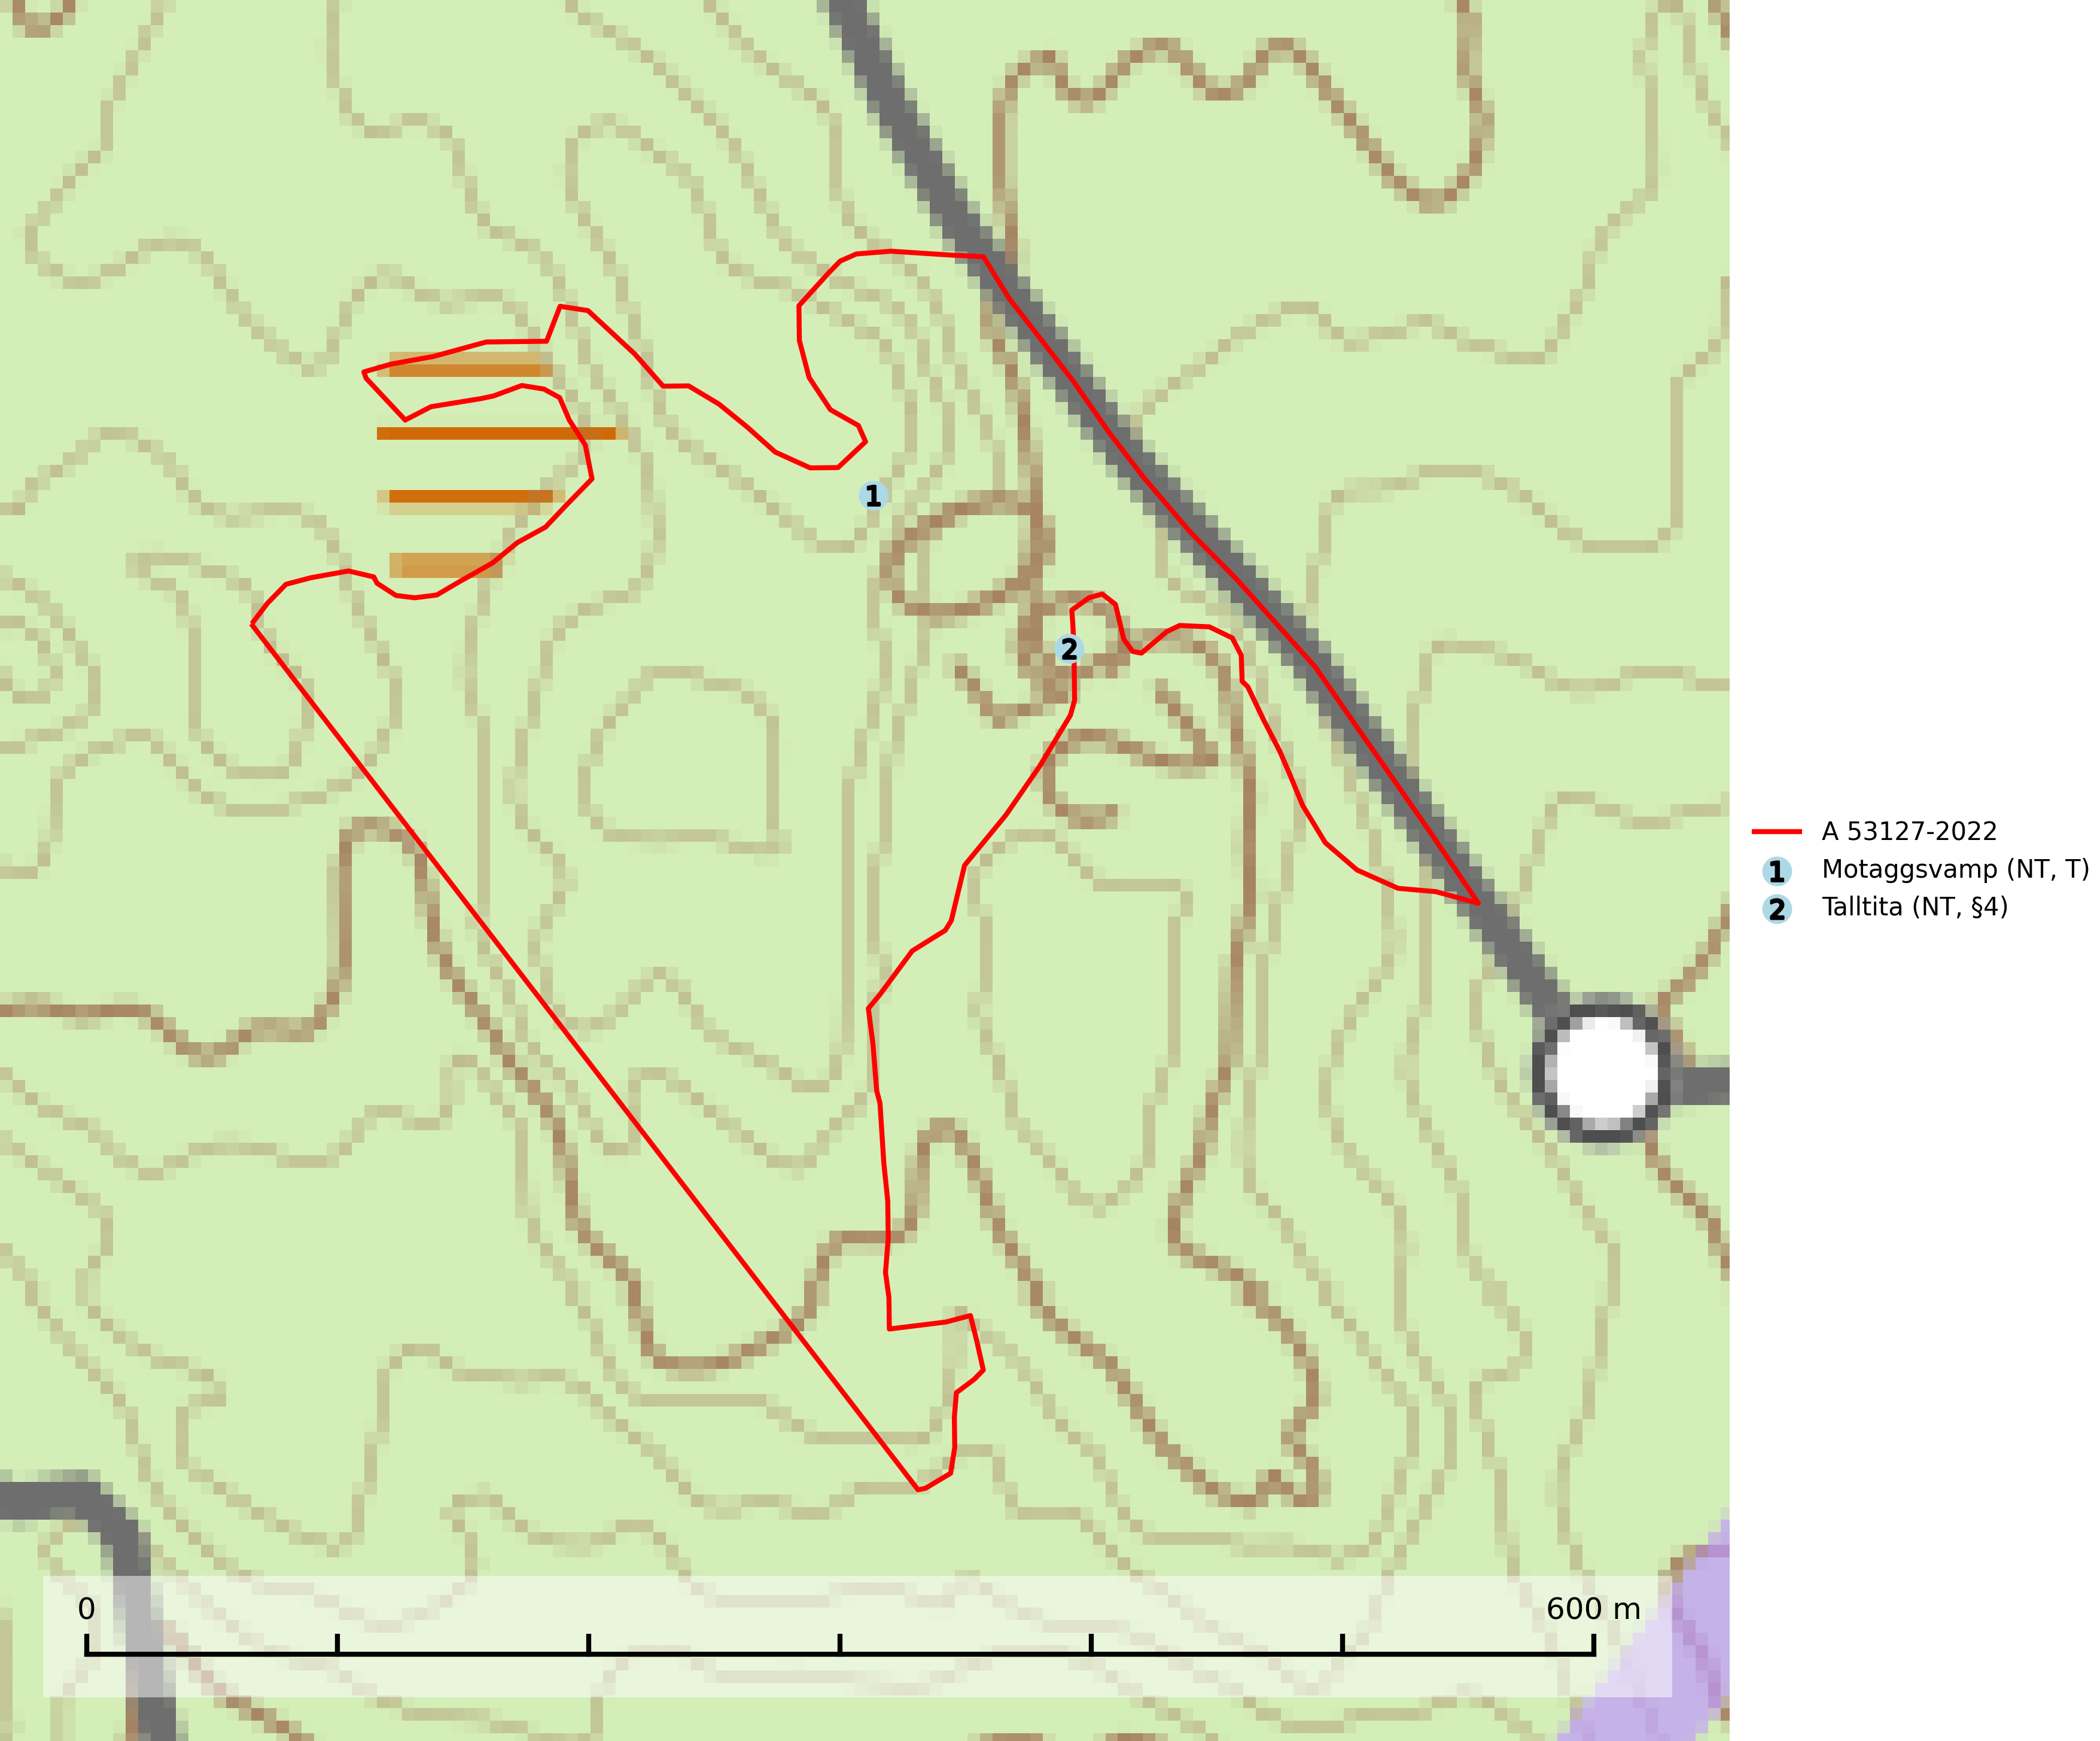 1
2
A 53127-2022
1 Motaggsvamp (NT, T)
2 Talltita (NT, §4)
0 600 m